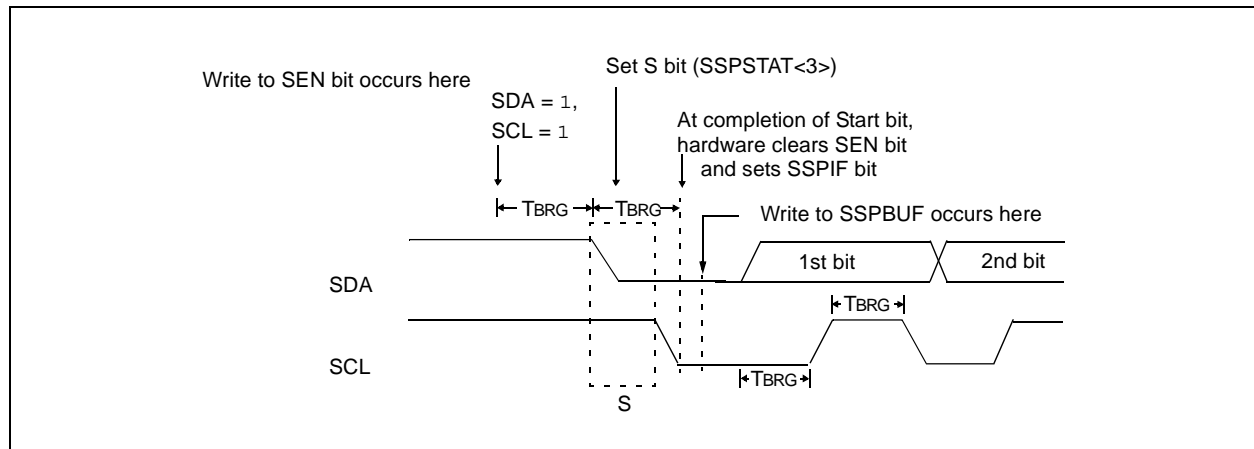 Write to SEN bit occurs here
Set S bit (SSPSTAT<3>)
SDA = 1,
SCL = 1
At completion of Start bit,
hardware clears SEN bit
and sets SSPIF bit
TBRG
TBRG
Write to SSPBUF occurs here
1st bit
2nd bit
SDA
TBRG
SCL
TBRG
S